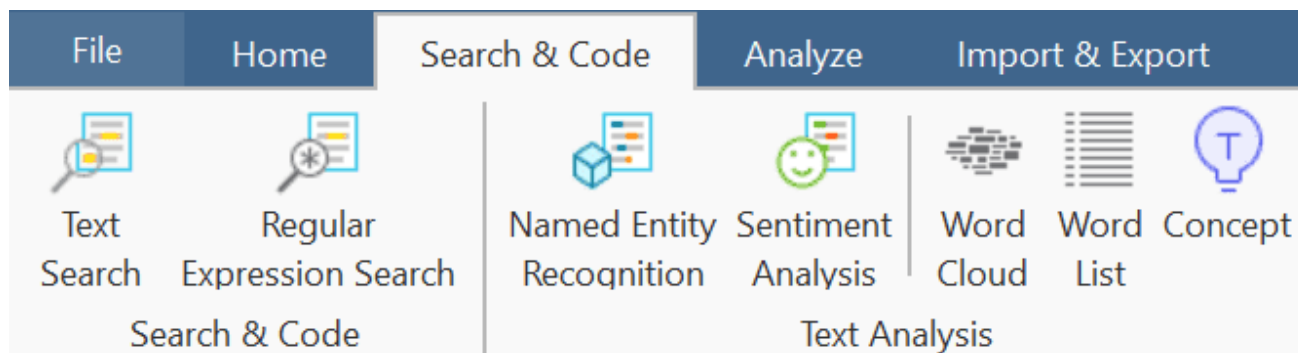 File Home Search & Code Analyze Import & Export
Text Search
Regular Expression Search
Named Entity Recognition
Sentiment Analysis
Word Cloud
Word List
T
Concept
Search & Code
Text Analysis